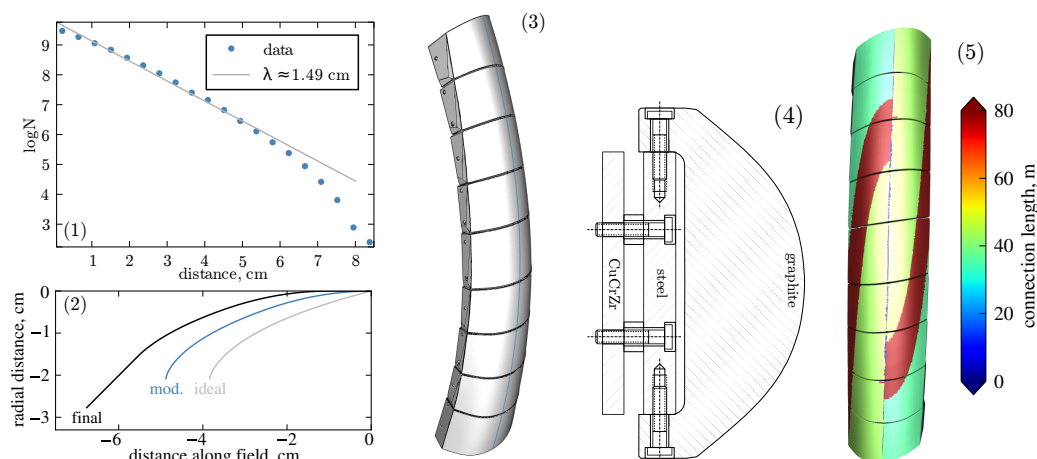 9
8
7
6
5
4
3
logN
data
λ ≈1.49 cm
(1)
1 2 3 4 5 6 7 8
distance, cm
(2)
0
−1
−2
−3
radial distance, cm
final
mod.
ideal
−6 −4 −2 0
distance along field, cm
(3)
(4)
CuCrZr
steel
graphite
(5)
80
60
40
20
0
connection length, m